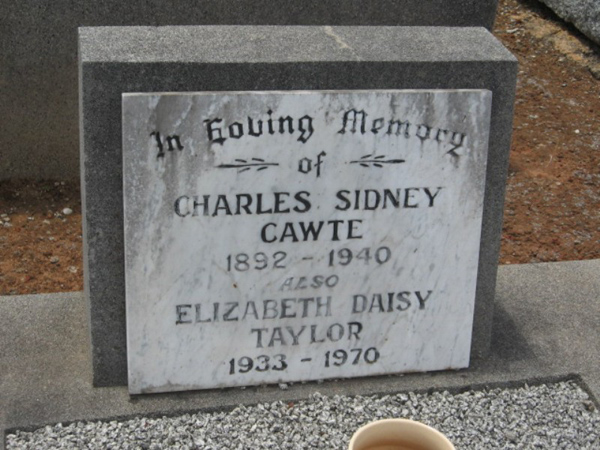 In Loving Memory
of
CHARLES SIDNEY
CAWTE
1892 - 1940
ALSO
ELIZABETH DAISY
TAYLOR
1933 - 1970